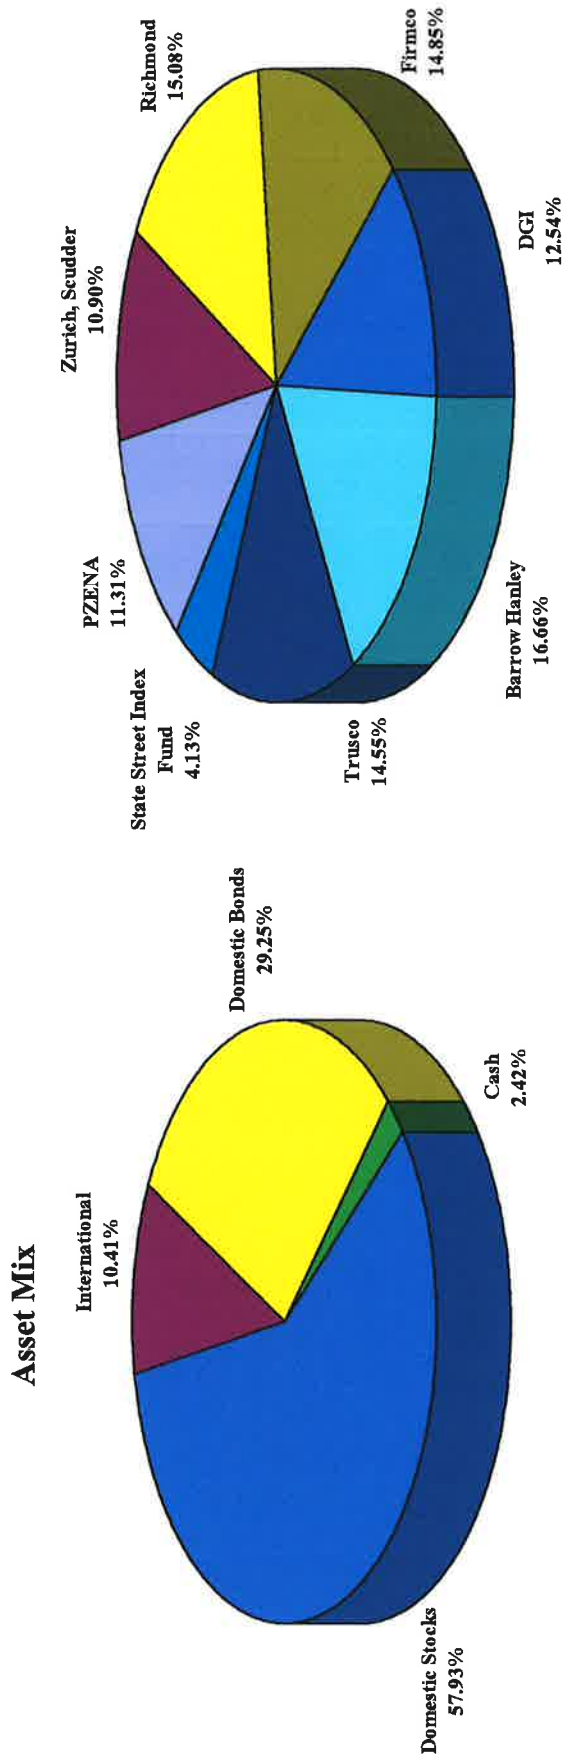 Asset Mix
International
10.41%
Domestic Bonds
29.25%
Cash
2.42%
Domestic Stocks
57.93%
Zurich, Scudder
10.90%
Richmond
15.08%
Firmco
14.85%
DGI
12.54%
Barrow Hanley
16.66%
Trusco
14.55%
State Street Index
Fund
4.13%
PZENA
11.31%